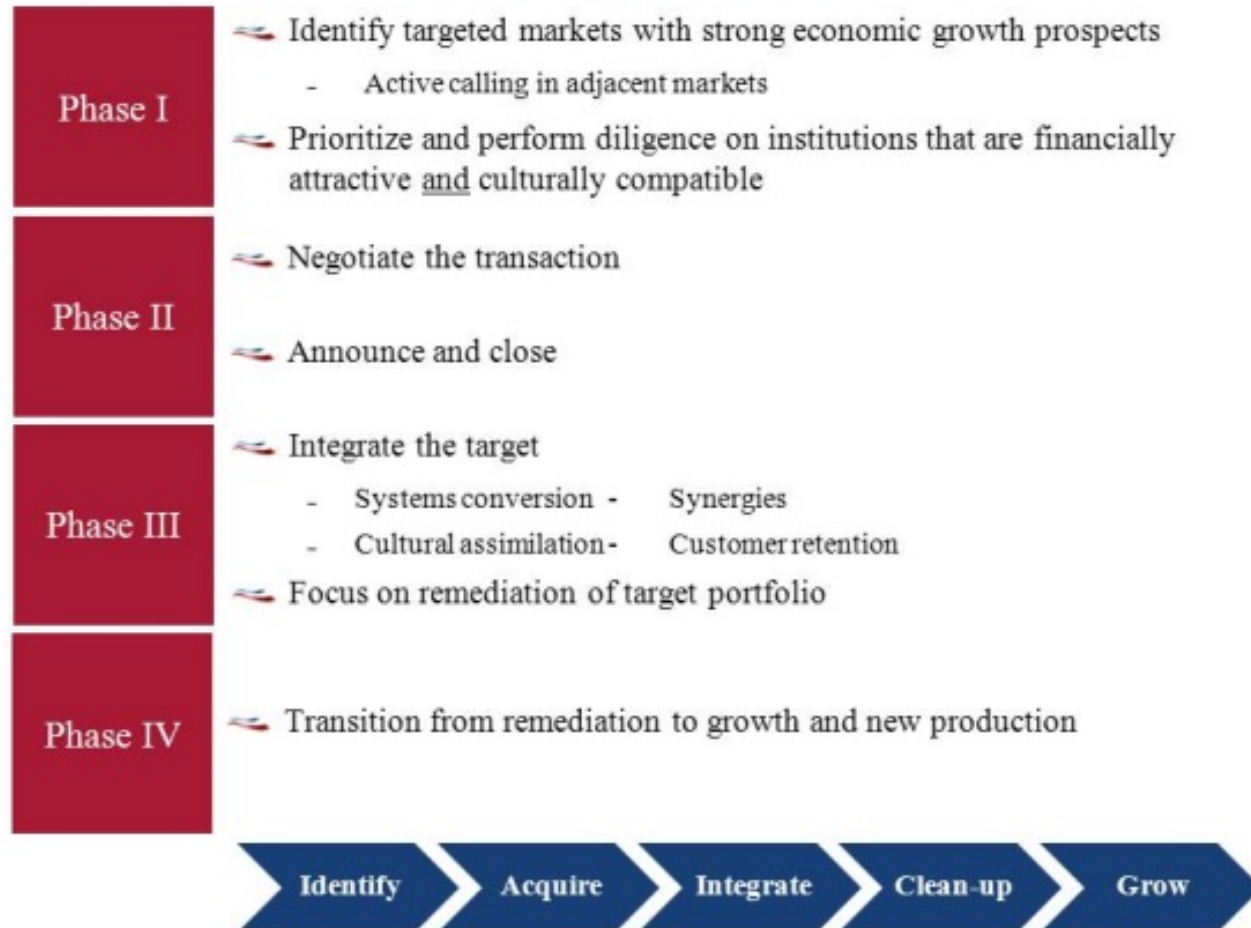 Phase I
Identify targeted markets with strong economic growth prospects
- Active calling in adjacent markets
Prioritize and perform diligence on institutions that are financially
attractive and culturally compatible
Phase II
Negotiate the transaction
Announce and close
Phase III
Integrate the target
- Systems conversion - Synergies
- Cultural assimilation - Customer retention
Focus on remediation of target portfolio
Phase IV
Transition from remediation to growth and new production
Identify Acquire Integrate Clean-up Grow